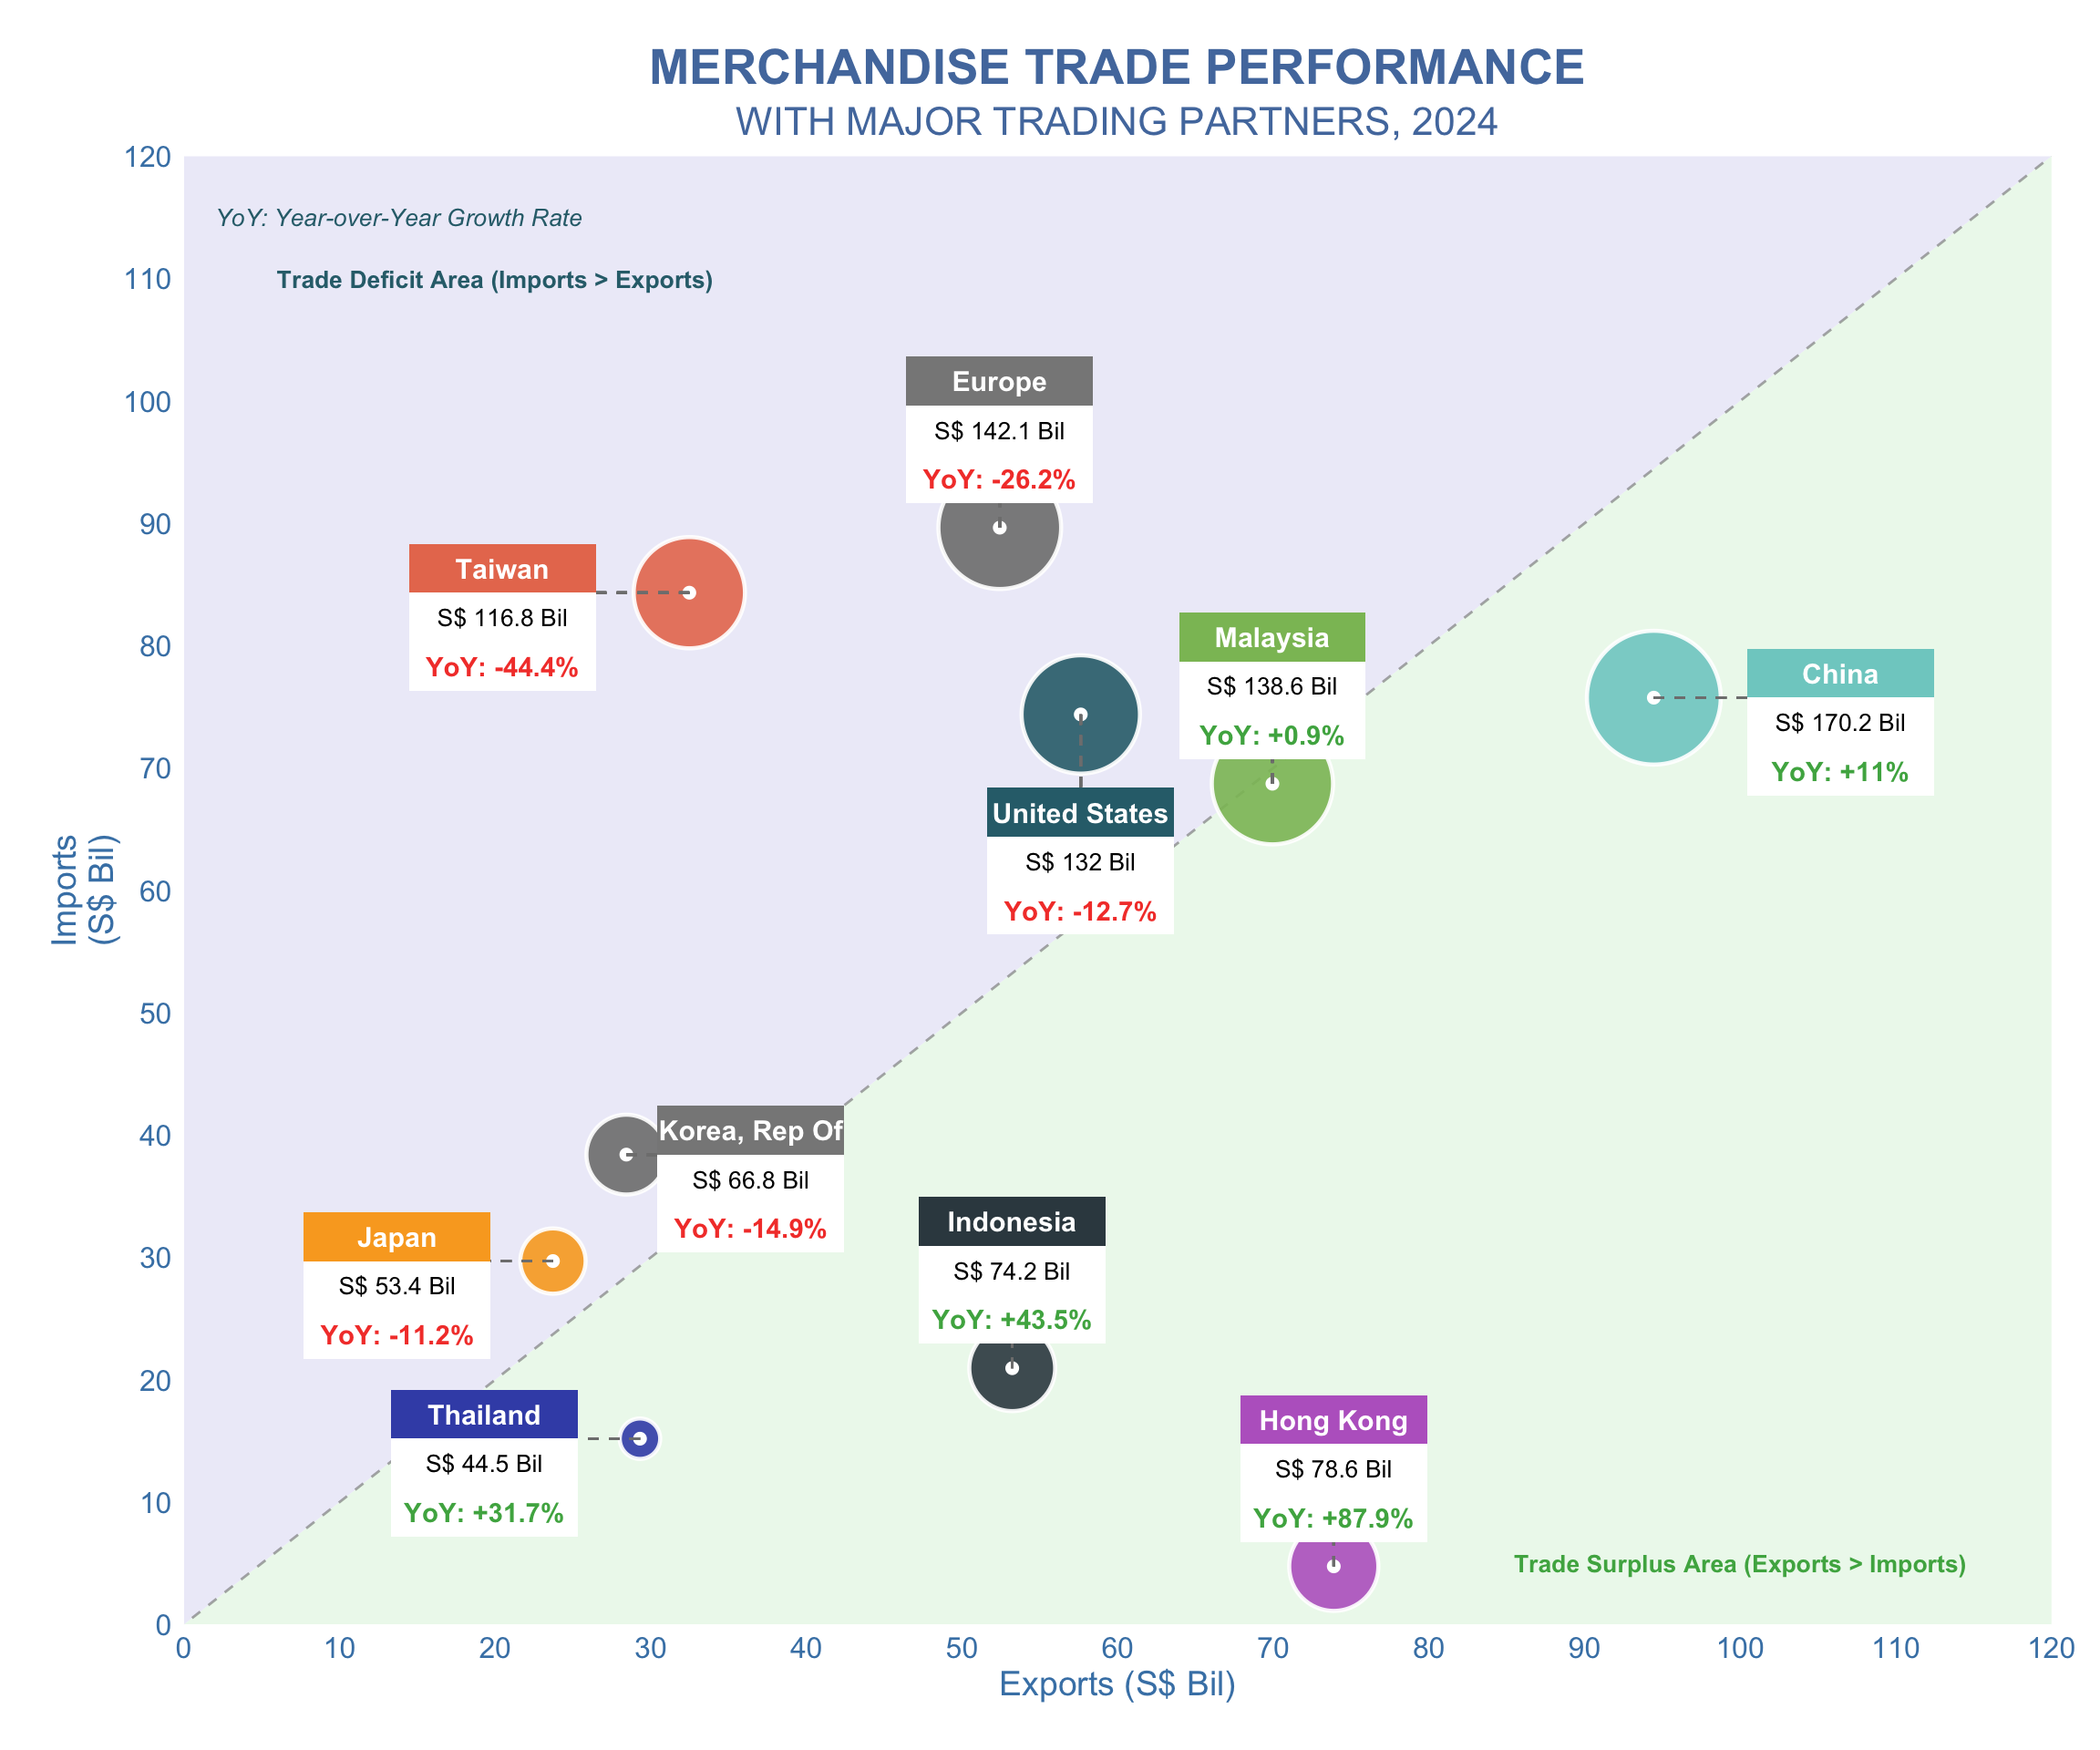 MERCHANDISE TRADE PERFORMANCE
WITH MAJOR TRADING PARTNERS, 2024
120
110
100
90
80
70
60
50
40
30
20
10
0
Imports
(S$ Bil)
YoY: Year-over-Year Growth Rate
Trade Deficit Area (Imports > Exports)
Europe
S$ 142.1 Bil
YoY: -26.2%
Taiwan
S$ 116.8 Bil
YoY: -44.4%
Malaysia
S$ 138.6 Bil
YoY: +0.9%
China
S$ 170.2 Bil
YoY: +11%
United States
S$ 132 Bil
YoY: -12.7%
Korea, Rep Of
S$ 66.8 Bil
YoY: -14.9%
Japan
S$ 53.4 Bil
YoY: -11.2%
Indonesia
S$ 74.2 Bil
YoY: +43.5%
Thailand
S$ 44.5 Bil
YoY: +31.7%
Hong Kong
S$ 78.6 Bil
YoY: +87.9%
Trade Surplus Area (Exports > Imports)
0 10 20 30 40 50 60 70 80 90 100 110 120
Exports (S$ Bil)